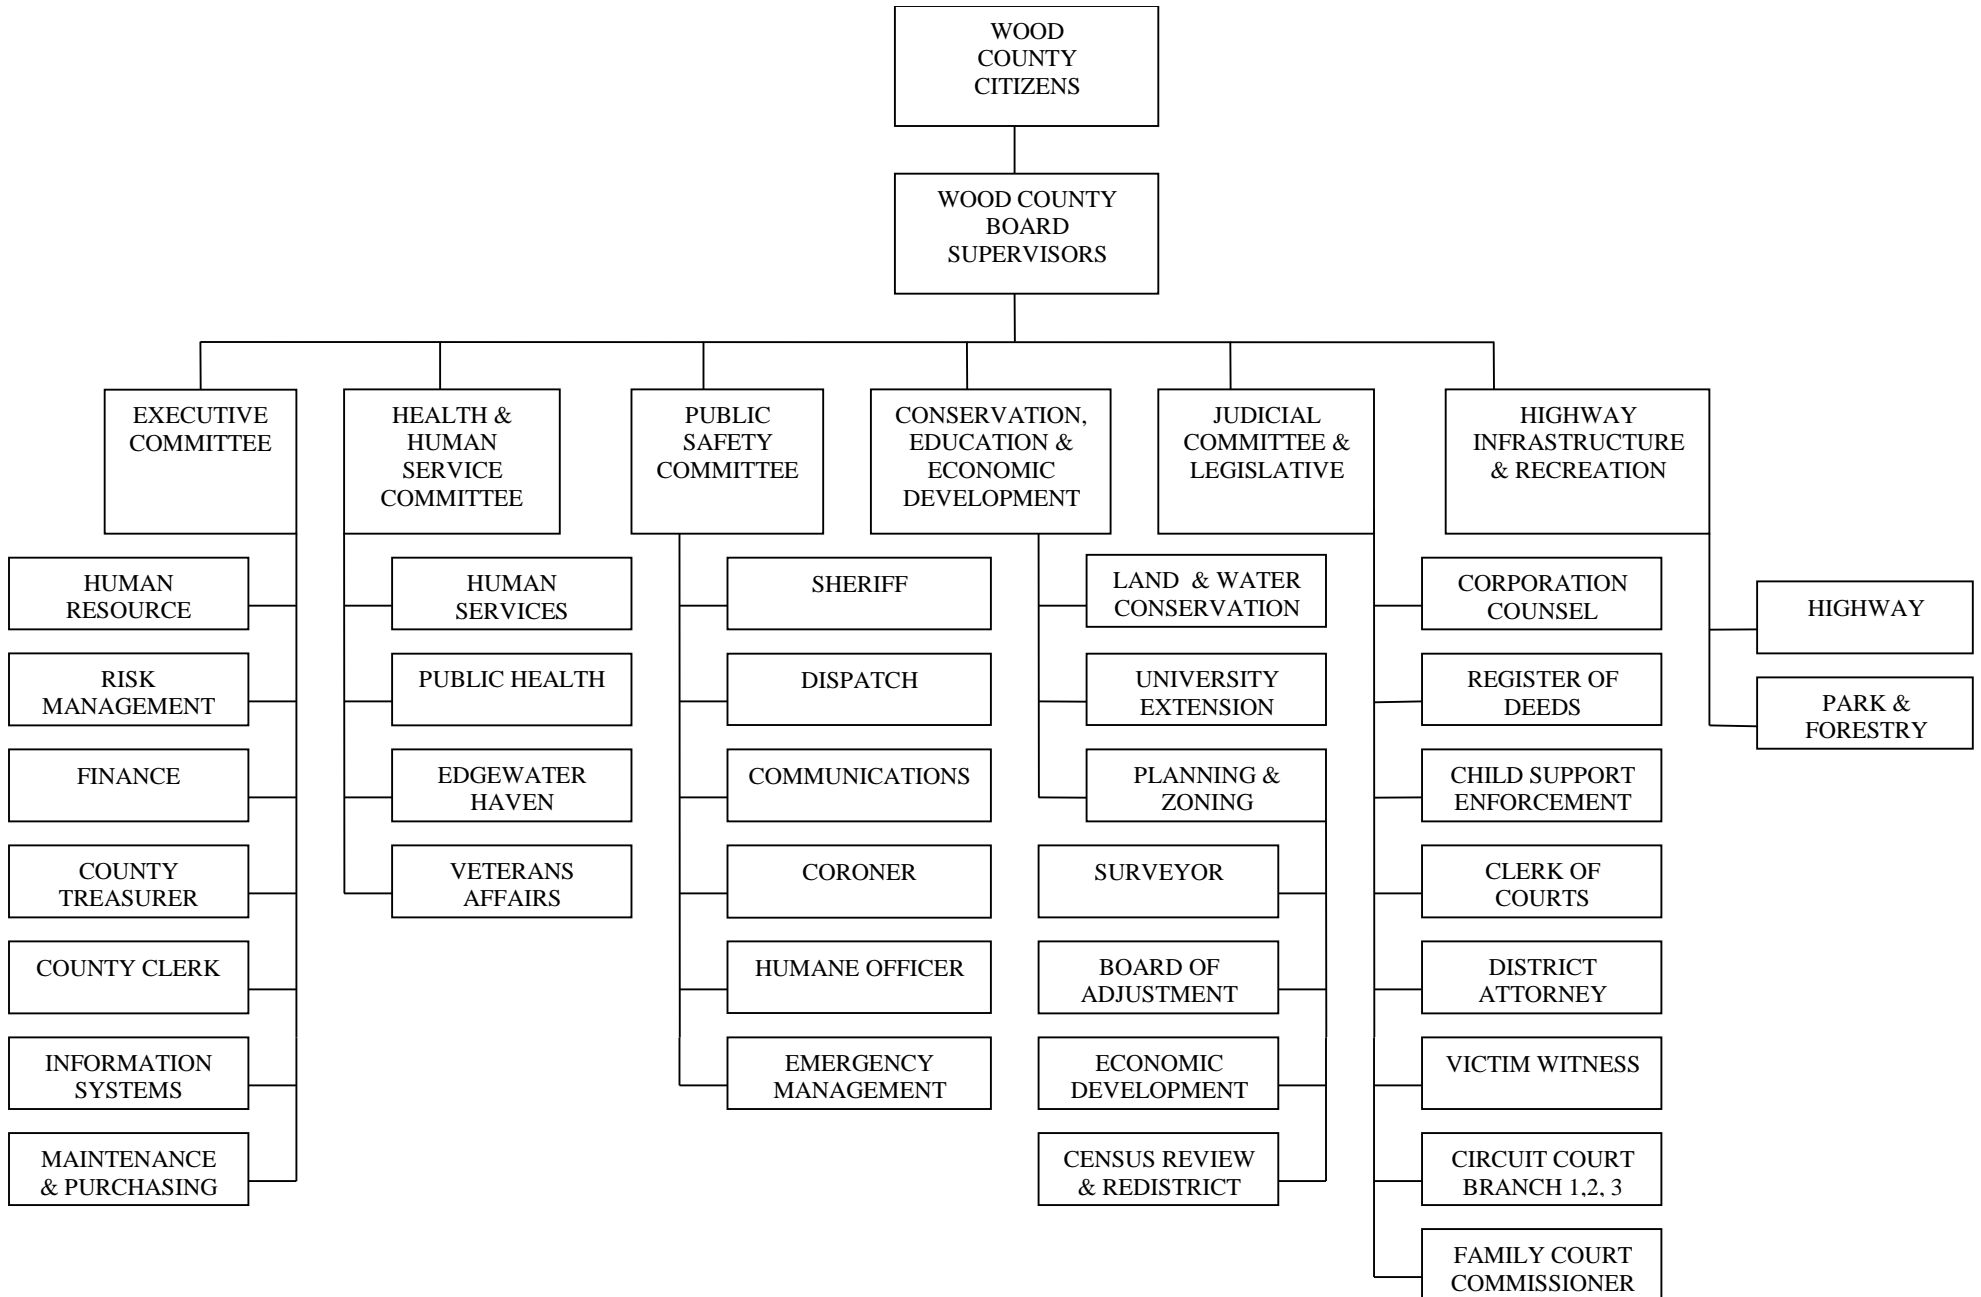 WOOD
COUNTY
CITIZENS
WOOD COUNTY
BOARD
SUPERVISORS
EXECUTIVE
COMMITTEE
HEALTH &
HUMAN
SERVICE
COMMITTEE
PUBLIC
SAFETY
COMMITTEE
CONSERVATION,
EDUCATION &
ECONOMIC
DEVELOPMENT
JUDICIAL
COMMITTEE &
LEGISLATIVE
HIGHWAY
INFRASTRUCTURE
& RECREATION
HUMAN
RESOURCE
RISK
MANAGEMENT
FINANCE
COUNTY
TREASURER
COUNTY CLERK
INFORMATION
SYSTEMS
MAINTENANCE
& PURCHASING
HUMAN
SERVICES
PUBLIC HEALTH
EDGEWATER
HAVEN
VETERANS
AFFAIRS
SHERIFF
DISPATCH
COMMUNICATIONS
CORONER
HUMANE OFFICER
EMERGENCY
MANAGEMENT
LAND & WATER
CONSERVATION
UNIVERSITY
EXTENSION
PLANNING &
ZONING
SURVEYOR
BOARD OF
ADJUSTMENT
ECONOMIC
DEVELOPMENT
CENSUS REVIEW
& REDISTRICT
CORPORATION
COUNSEL
REGISTER OF
DEEDS
CHILD SUPPORT
ENFORCEMENT
CLERK OF
COURTS
DISTRICT
ATTORNEY
VICTIM WITNESS
CIRCUIT COURT
BRANCH 1,2, 3
FAMILY COURT
COMMISSIONER
HIGHWAY
PARK &
FORESTRY